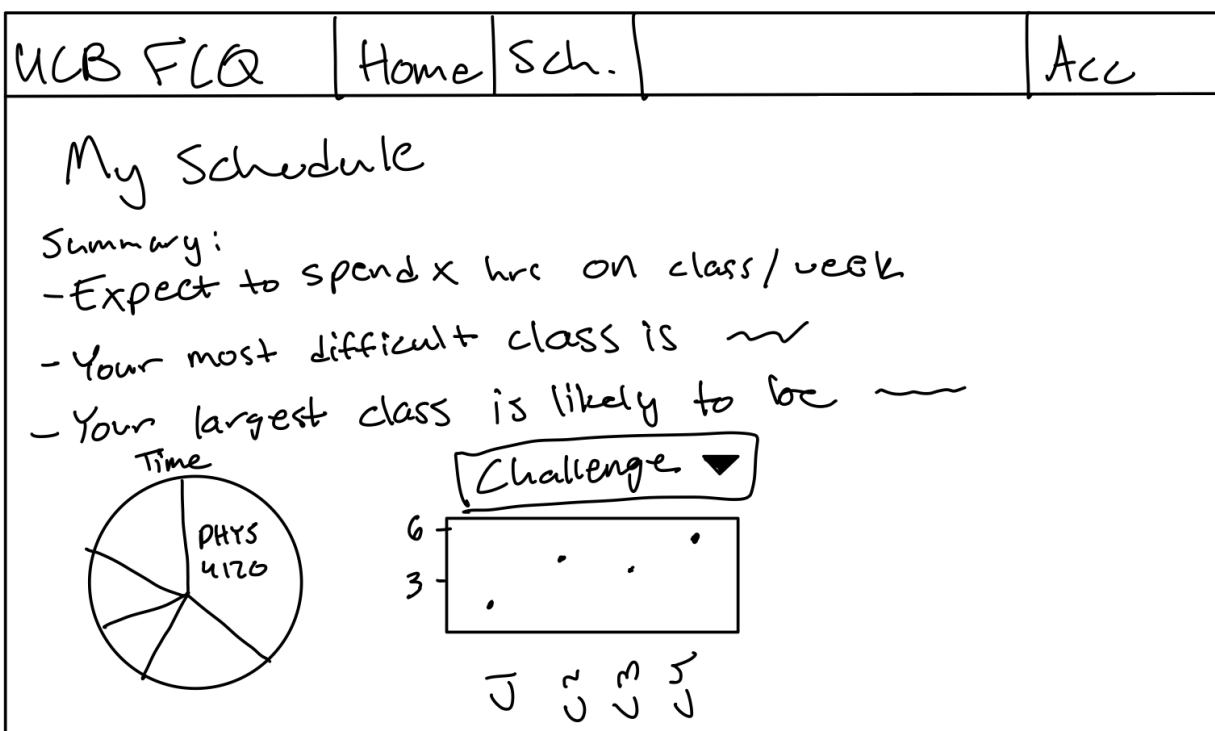 UCB FCQ Home Sch. Acc
My Schedule
Summary:
-Expect to spend x hrs on class/week
-Your most difficult class is
-Your largest class is likely to be
Time
Challenge
PHYS
4120
6
3